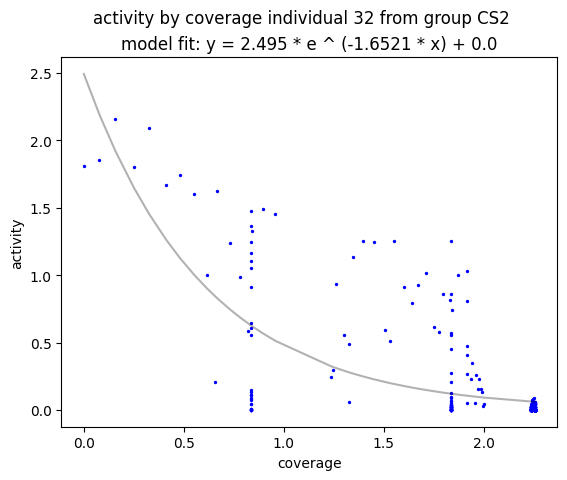 activity by coverage individual 32 from group CS2
model fit: y = 2.495 * e ^ (-1.6521 * x) + 0.0
2.5
2.0
1.5
1.0
0.5
0.0
activity
0.0
0.5
1.0
1.5
2.0
coverage